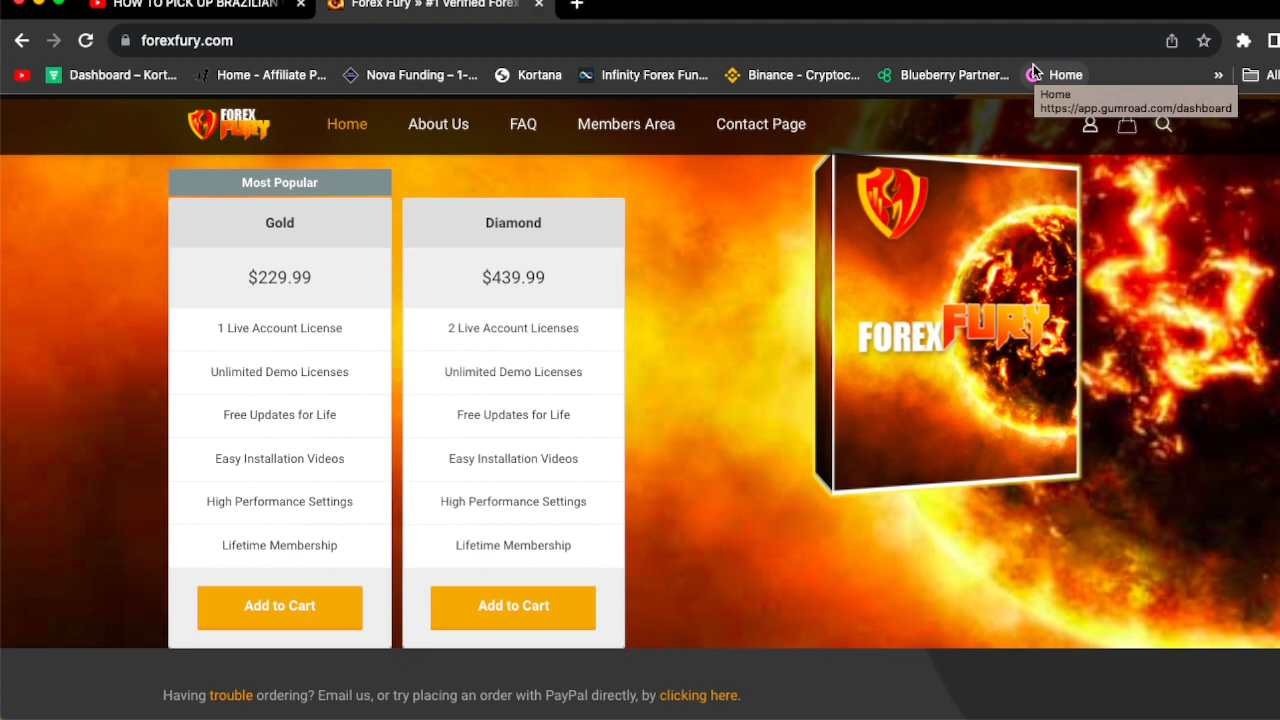 HOW TO PICK UP BRAZILIAN
Forex Fury » #1 Verified Forex
forexfury.com
Dashboard – Kort...
Home - Affiliate P...
Nova Funding – 1-...
Kortana
Infinity Forex Fun...
Binance - Cryptoc...
Blueberry Partner...
Home
»
All
Home
https://app.gumroad.com/dashboard
FOREX
FURY
Home
About Us
FAQ
Members Area
Contact Page
Most Popular
Gold
$229.99
1 Live Account License
Unlimited Demo Licenses
Free Updates for Life
Easy Installation Videos
High Performance Settings
Lifetime Membership
Add to Cart
Diamond
$439.99
2 Live Account Licenses
Unlimited Demo Licenses
Free Updates for Life
Easy Installation Videos
High Performance Settings
Lifetime Membership
Add to Cart
FOREX FURY
Having trouble ordering? Email us, or try placing an order with PayPal directly, by clicking here.